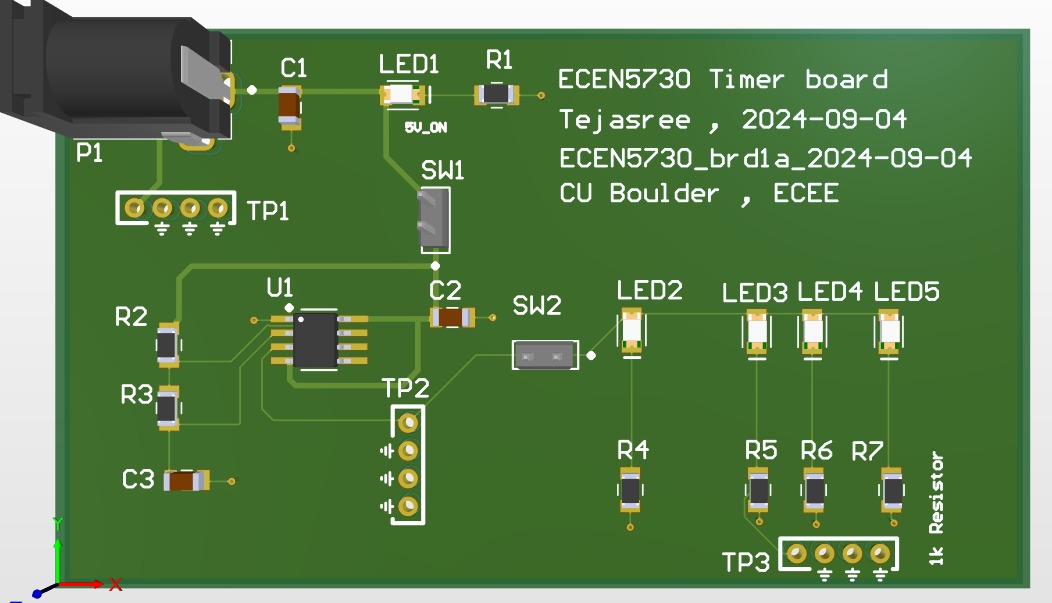 C1
LED1
R1
ECEN5730 Timer board
Tejasree , 2024-09-04
ECEN5730_brd1a_2024-09-04
CU Boulder , ECEE
5V_ON
P1
SW1
TP1
U1
C2
R2
SW2
LED2
LED3
LED4
LED5
R3
TP2
C3
R4
R5
R6
R7
1k Resistor
TP3
Y
X